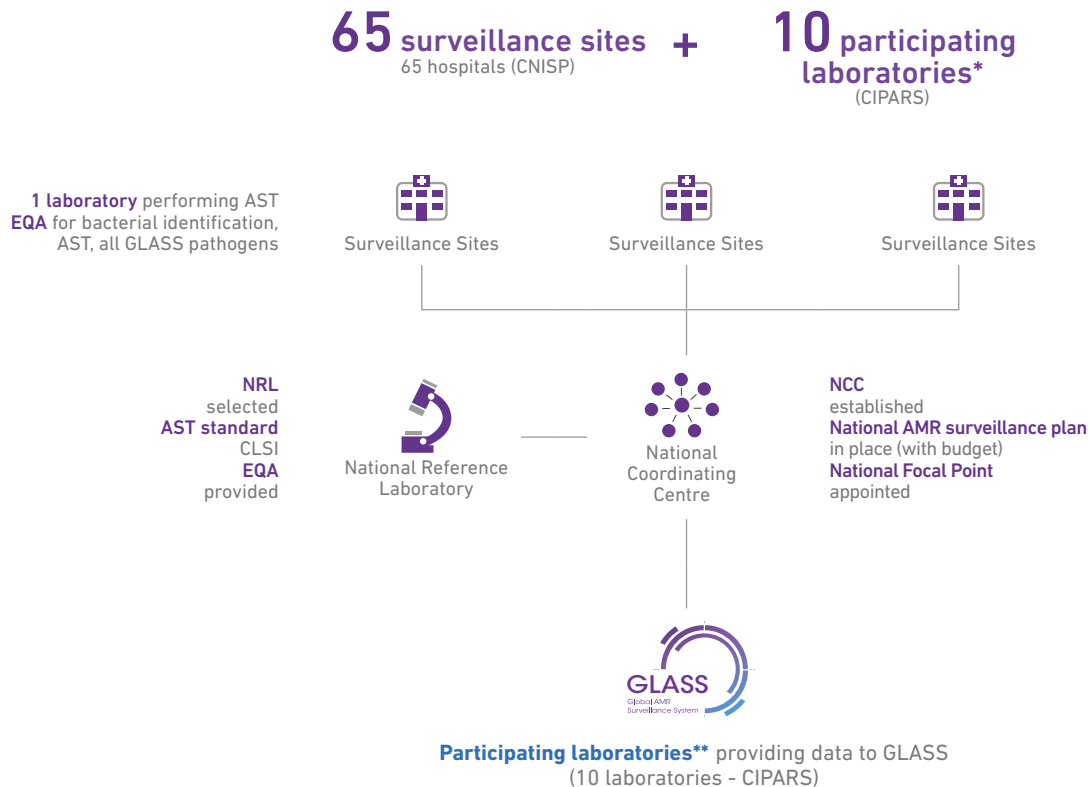 65 surveillance sites
65 hospitals (CNISP)
+
10 participating
laboratories*
(CIPARS)
1 laboratory performing AST
EQA for bacterial identification,
AST, all GLASS pathogens
Surveillance Sites
Surveillance Sites
Surveillance Sites
NRL
selected
AST standard
CLSI
EQA
provided
National Reference
Laboratory
National
Coordinating
Centre
NCC
established
National AMR surveillance plan
in place (with budget)
National Focal Point
appointed
GLASS
Global AMR
Surveillance System
Participating laboratories** providing data to GLASS
(10 laboratories - CIPARS)